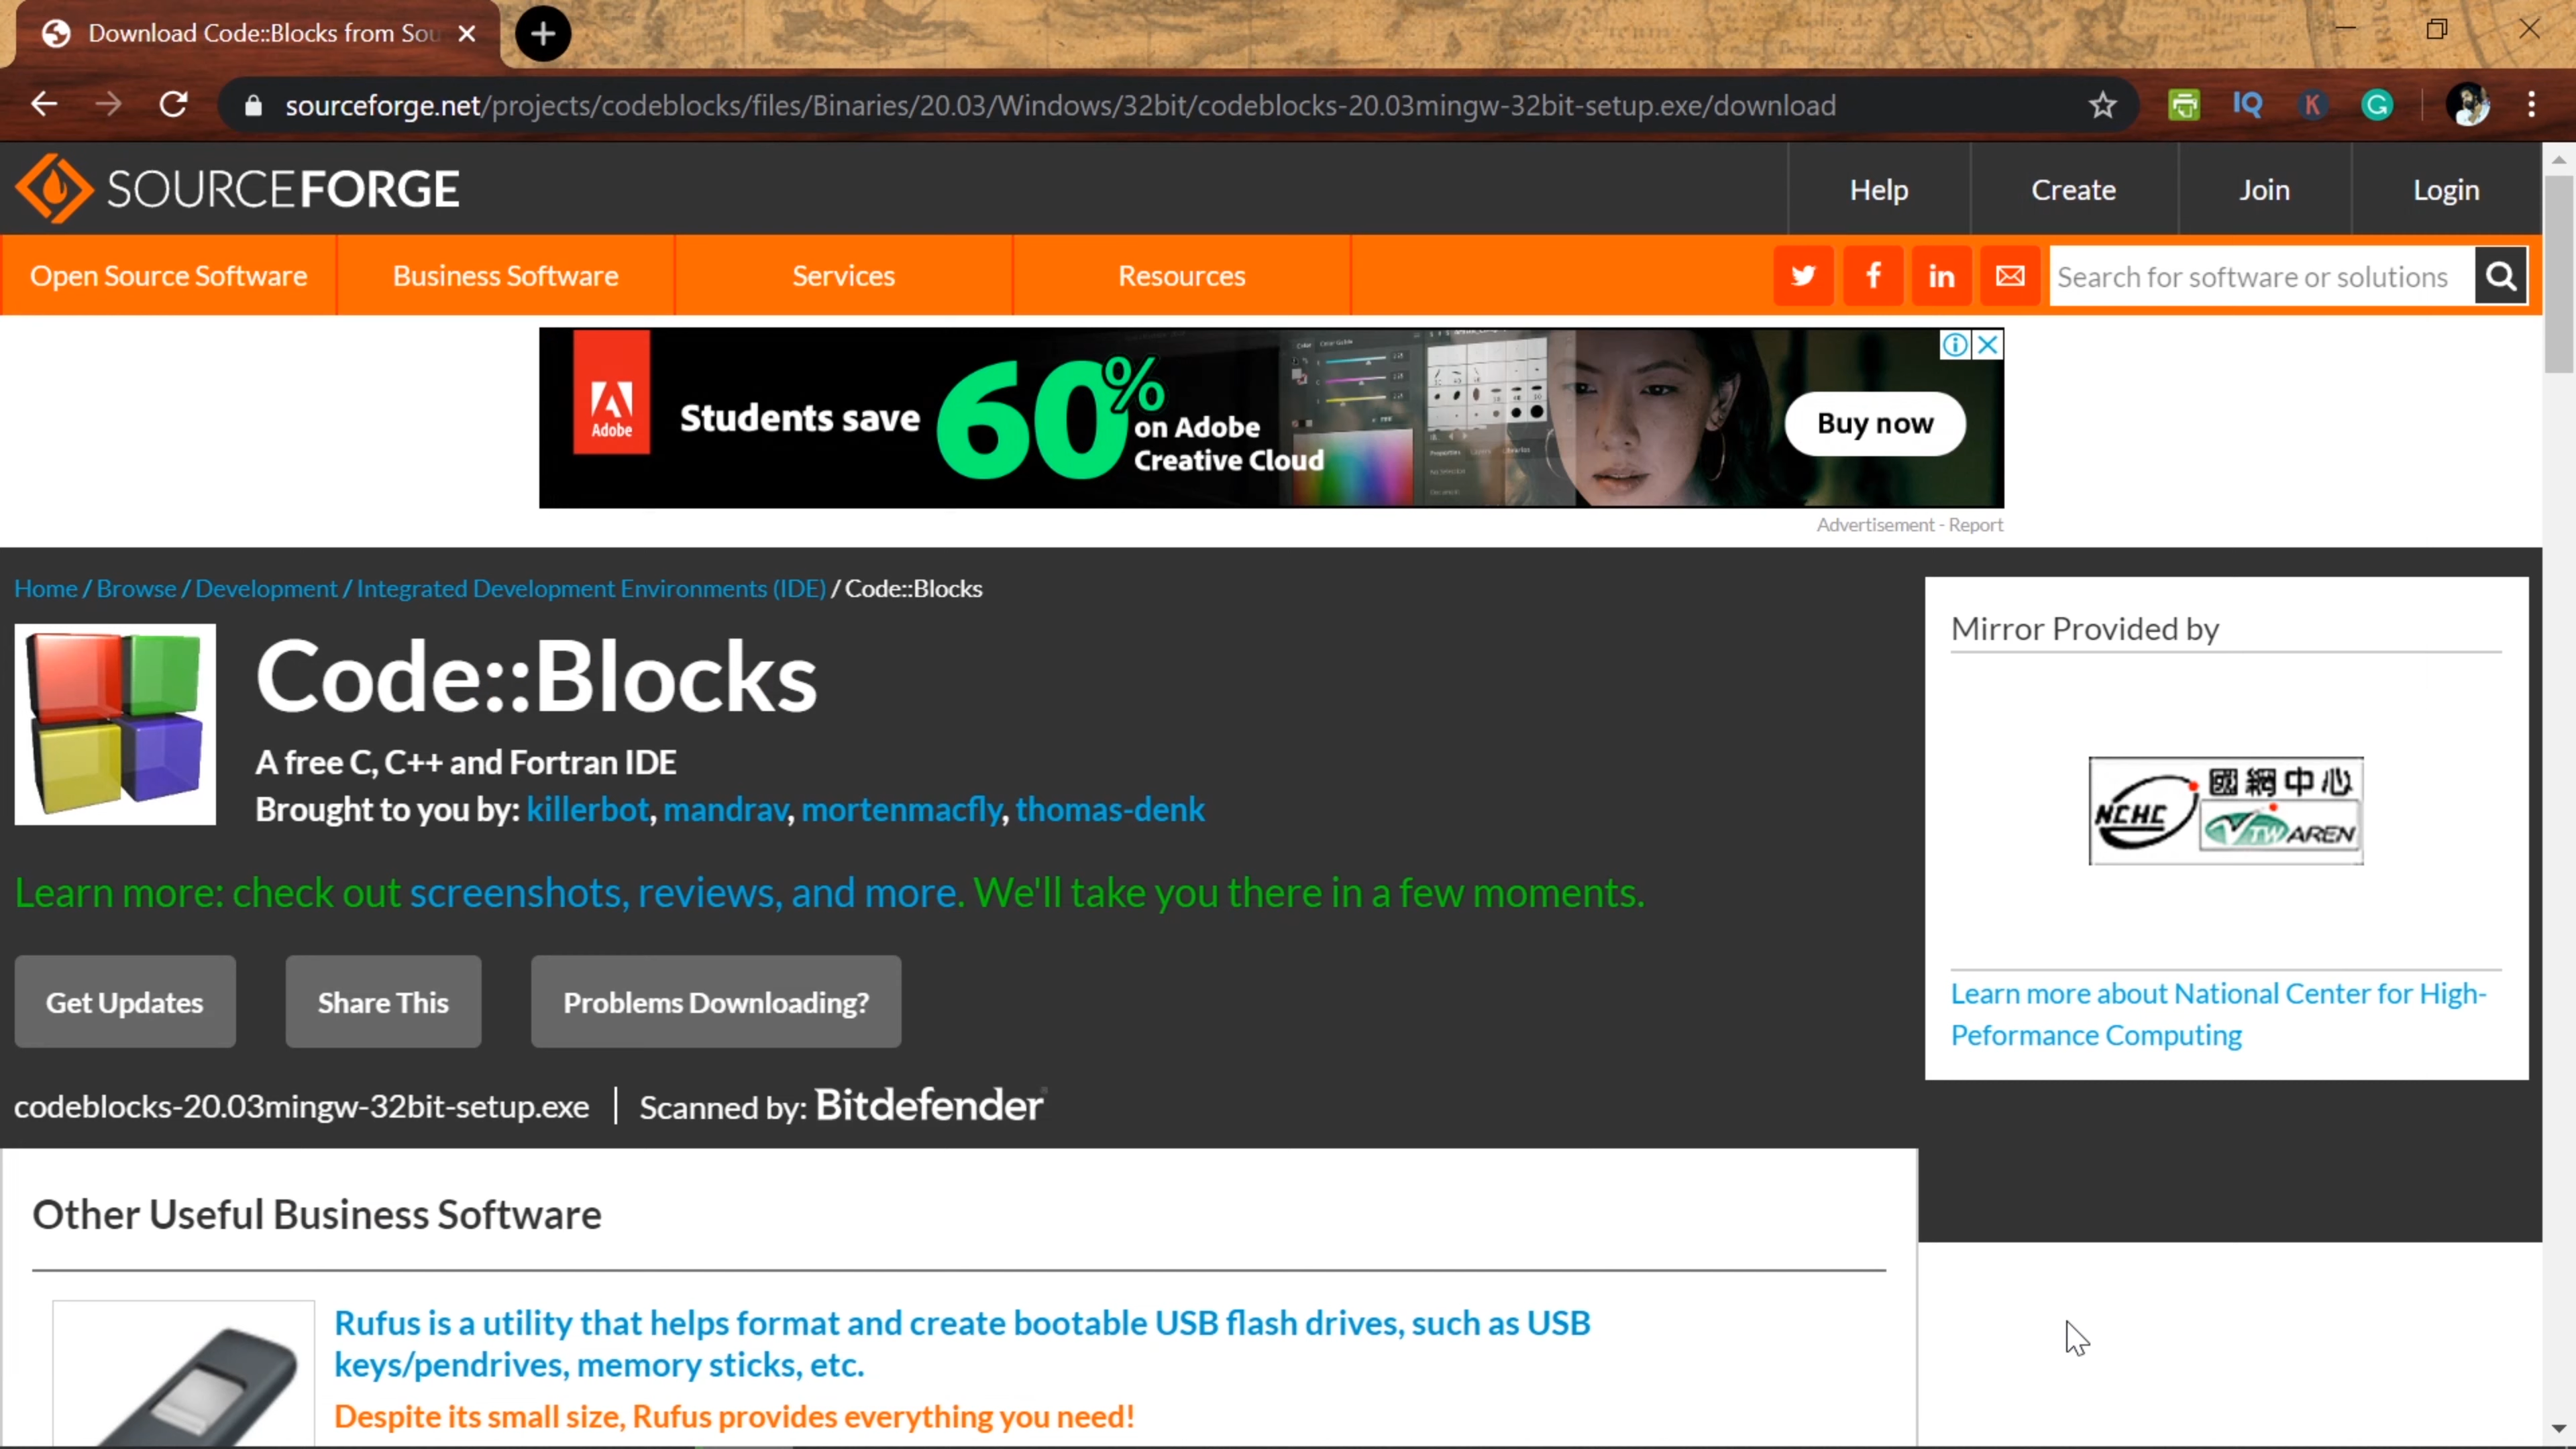 Download Code::Blocks from Sou
sourceforge.net/projects/codeblocks/files/Binaries/20.03/Windows/32bit/codeblocks-20.03mingw-32bit-setup.exe/download
IQ
K
SOURCEFORGE
Help
Create
Join
Login
Open Source Software
Business Software
Services
Resources
Search for software or solutions
Adobe
Students save 60% on Adobe
Creative Cloud
Buy now
Advertisement - Report
Home / Browse / Development / Integrated Development Environments (IDE) / Code::Blocks
Code::Blocks
A free C, C++ and Fortran IDE
Brought to you by: killerbot, mandrav, mortenmacfly, thomas-denk
Learn more: check out screenshots, reviews, and more. We'll take you there in a few moments.
Get Updates
Share This
Problems Downloading?
codeblocks-20.03mingw-32bit-setup.exe | Scanned by: Bitdefender
Mirror Provided by
NCHC
國網中心
TWAREN
Learn more about National Center for High-
Peformance Computing
Other Useful Business Software
Rufus is a utility that helps format and create bootable USB flash drives, such as USB
keys/pendrives, memory sticks, etc.
Despite its small size, Rufus provides everything you need!